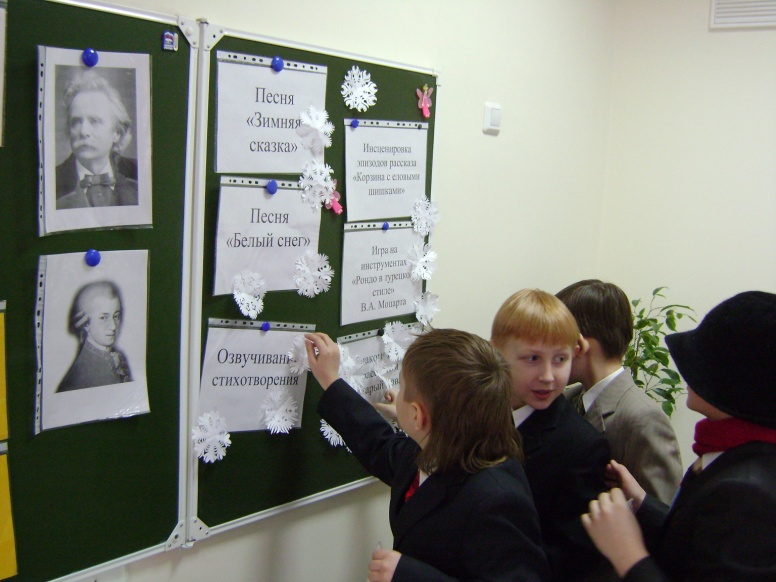 Песня
«Зимняя
сказка»
Песня
«Белый снег»
Озвучивание
стихотворения
Инсценировка
эпизодов рассказа
«Корзина с еловыми
шишками»
Игра на
инструментах
«Рондо в турецком
стиле»
В.А. Моцарта